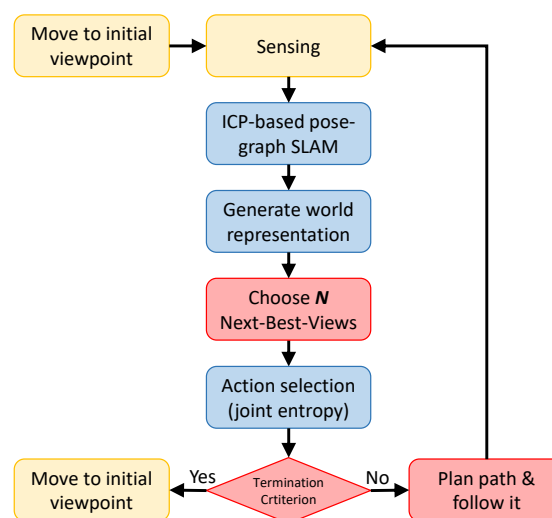 Move to initial
viewpoint
Sensing
ICP-based pose-
graph SLAM
Generate world
representation
Choose N
Next-Best-Views
Action selection
(joint entropy)
Move to initial
viewpoint
Yes
Termination
Crtiterion
No
Plan path &
follow it